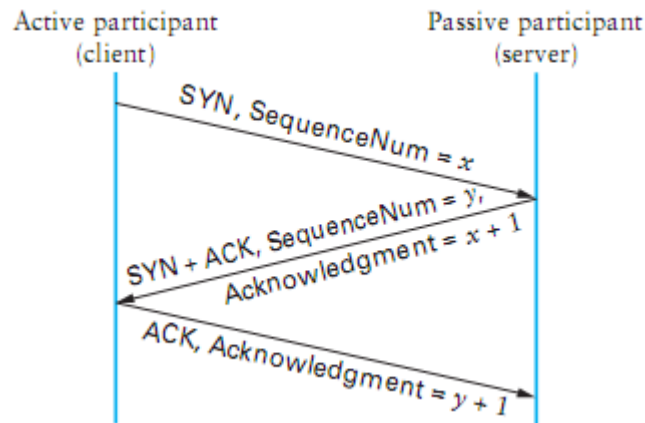 Active participant
(client)
Passive participant
(server)
SYN, SequenceNum = x
SYN + ACK, SequenceNum = y,
Acknowledgment = x + 1
ACK, Acknowledgment = y + 1